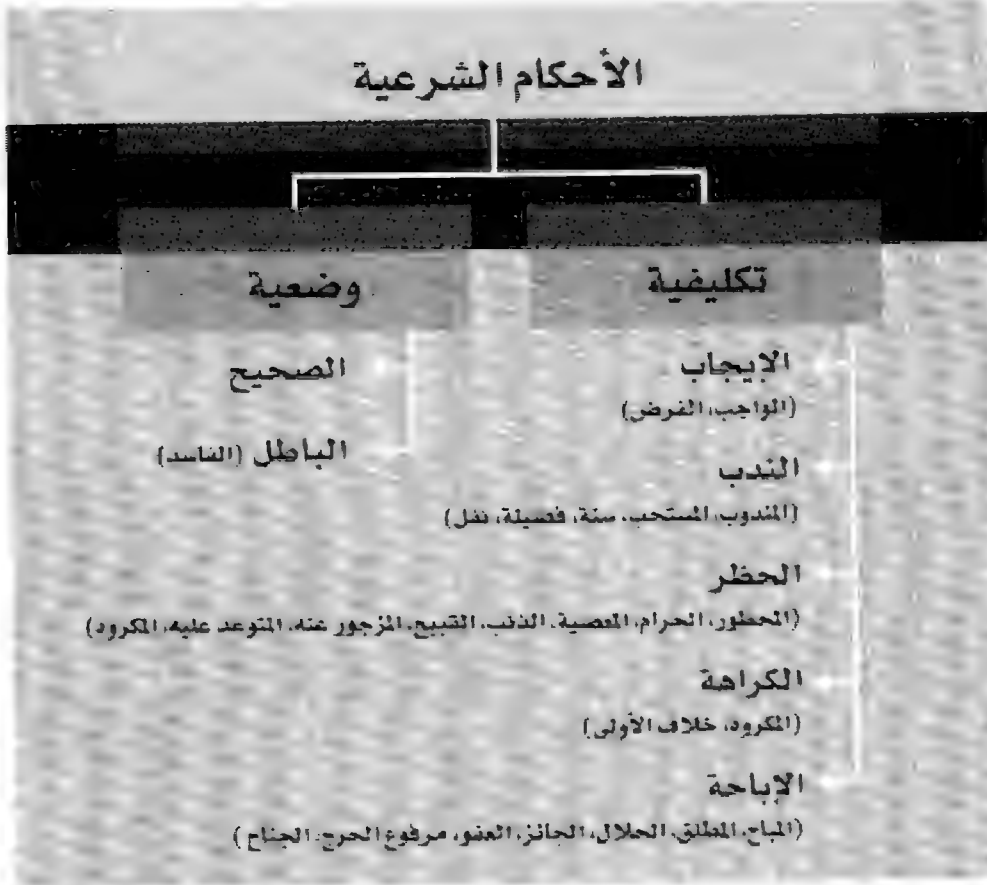 الأحكام الشرعية
تكليفية
الإيجاب
(الواجب، الفرض)
الندب
(المندوب، المستحب، سنة، فضيلة، نفل)
الحظر
(المحظور، الحرام، المعصية، الذنب، القبيح، المزجور عنه، المتوعد عليه، المكروه)
الكراهة
(المكروه، خلاف الأولى)
الإباحة
(المباح، المطلق، الحلال، الجائز، العفو، مرفوع الحرج، الجناح)
وضعية
الصحيح
الباطل (الفاسد)